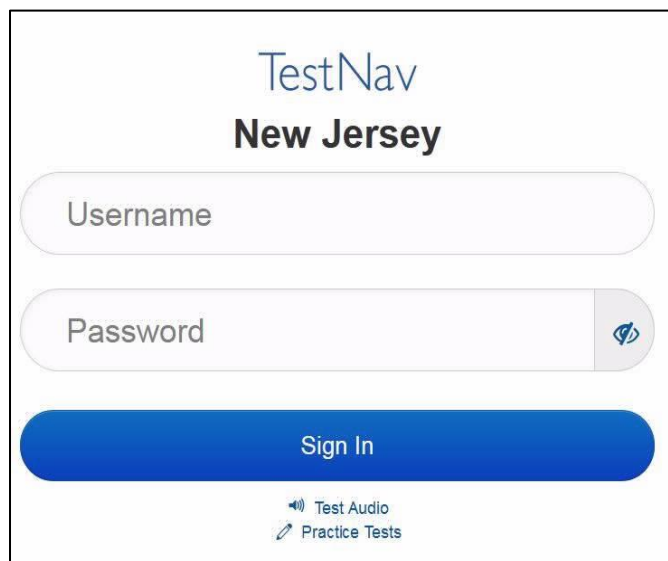 TestNav
New Jersey
Username
Password
Sign In
Test Audio
Practice Tests